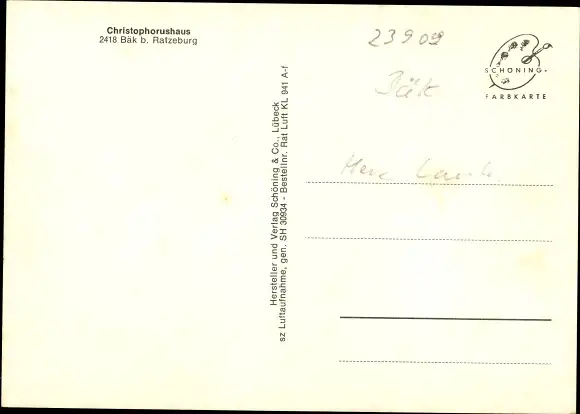 Christophorushaus
2418 Bäk b. Ratzeburg
23909
Bäk
SCHÖNING
FARBKARTE
Hersteller und Verlag Schöning & Co., Lübeck
sz Luftaufnahme, gen. SH 30934 - Bestellnr. Rat Luft KL 941 A-f